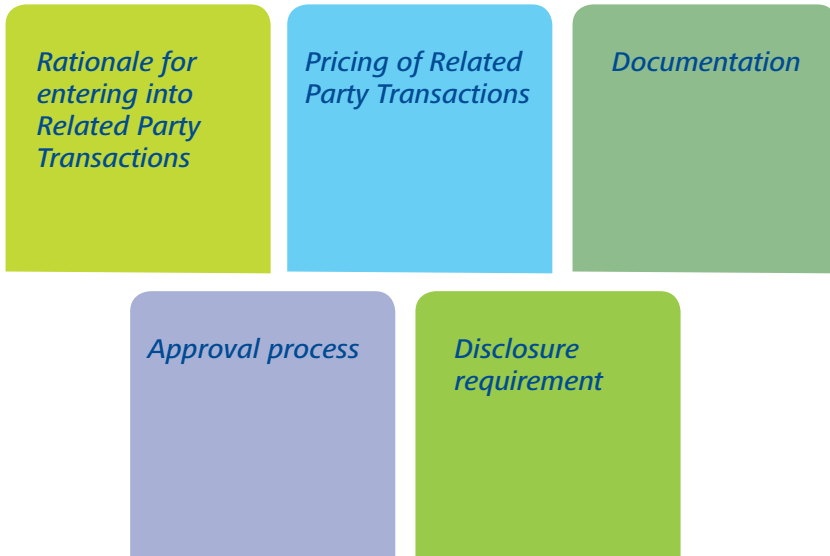 Rationale for
entering into
Related Party
Transactions
Pricing of Related
Party Transactions
Documentation
Approval process
Disclosure
requirement